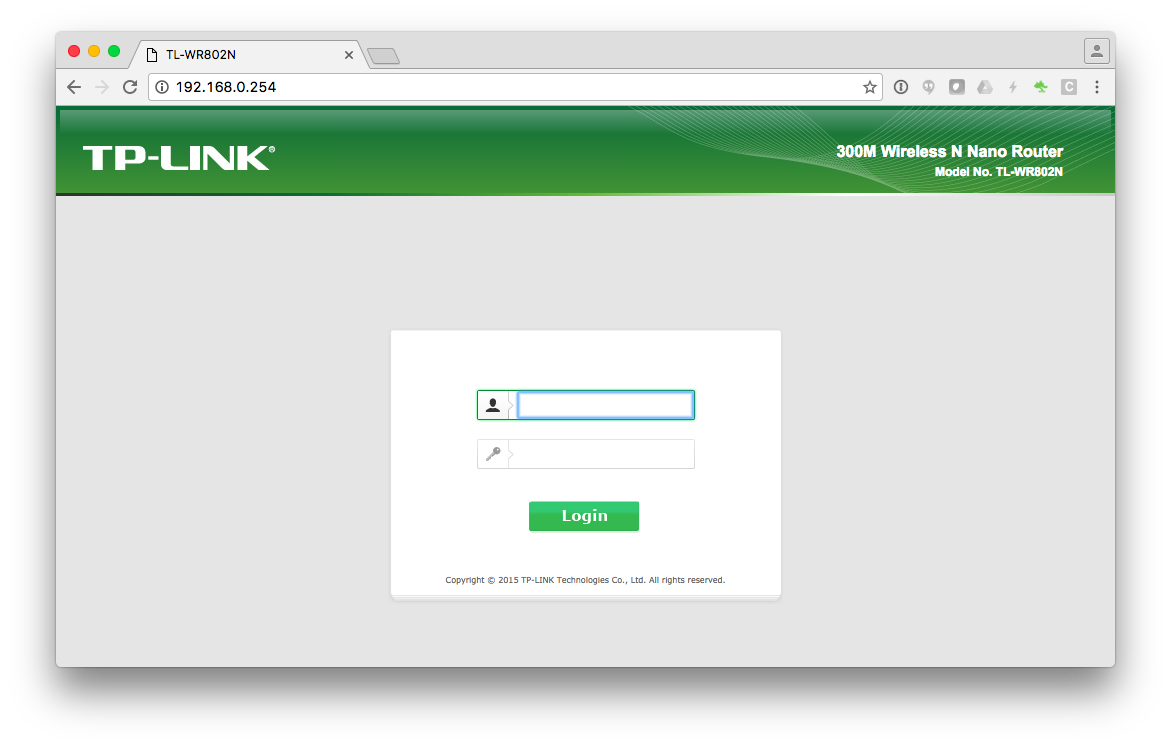 TL-WR802N
192.168.0.254
TP-LINK®
300M Wireless N Nano Router
Model No. TL-WR802N
Login
Copyright © 2015 TP-LINK Technologies Co., Ltd. All rights reserved.
C